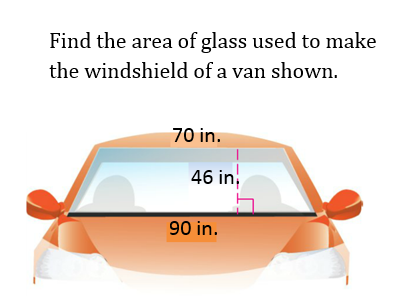 Find the area of glass used to make
the windshield of a van shown.
70 in.
46 in.
90 in.